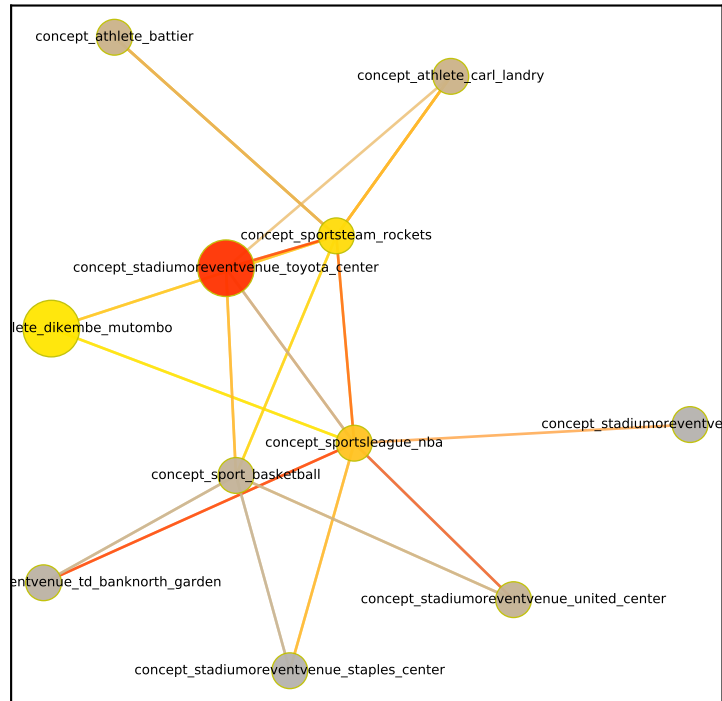 concept_athlete_battier
concept_athlete_carl_landry
concept_sportsteam_rockets
concept_stadiumoreventvenue_toyota_center
lete_dikembe_mutombo
concept_stadiumoreventve
concept_sportsleague_nba
concept_sport_basketball
entvenue_td_banknorth_garden
concept_stadiumoreventvenue_united_center
concept_stadiumoreventvenue_staples_center